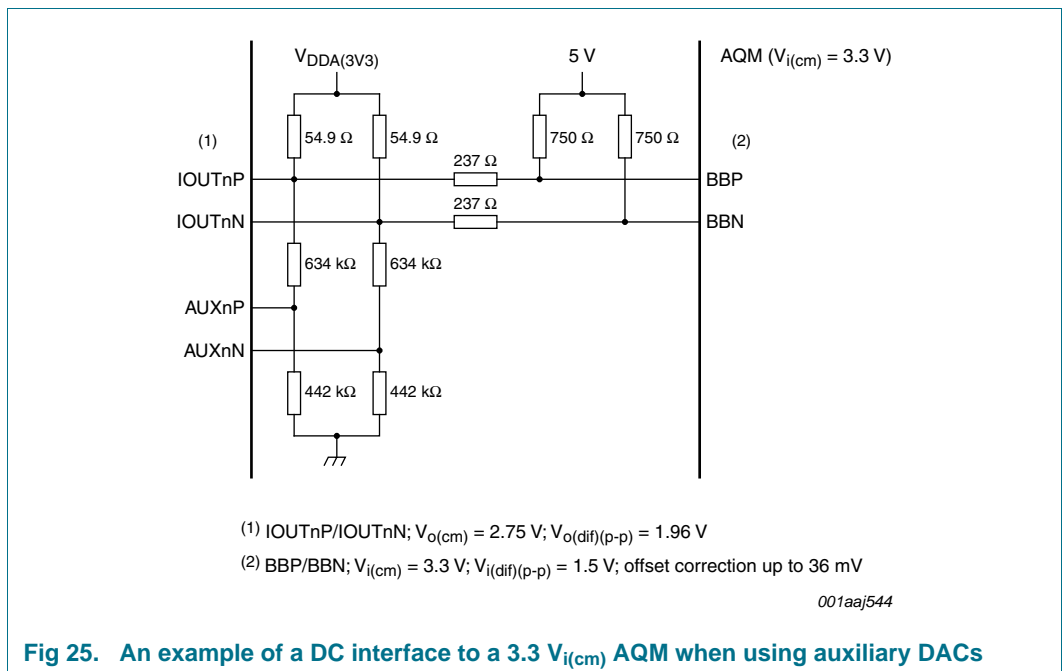 V_DDA(3V3) 5 V AQM (V_i(cm) = 3.3 V)
(1) 54.9 Ω 54.9 Ω 750 Ω 750 Ω (2)
237 Ω
IOUTnP BBP
237 Ω
IOUTnN BBN
634 kΩ 634 kΩ
AUXnP
AUXnN
442 kΩ 442 kΩ
(1) IOUTnP/IOUTnN; V_o(cm) = 2.75 V; V_o(dif)(p-p) = 1.96 V
(2) BBP/BBN; V_i(cm) = 3.3 V; V_i(dif)(p-p) = 1.5 V; offset correction up to 36 mV
001aaj544
Fig 25. An example of a DC interface to a 3.3 V_i(cm) AQM when using auxiliary DACs